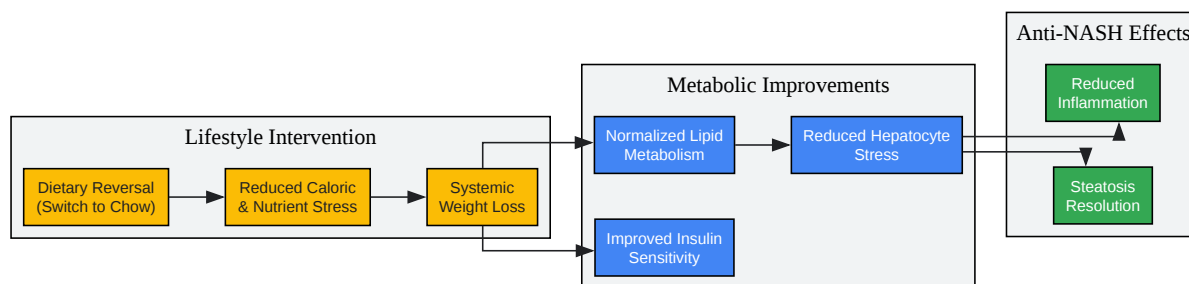 Lifestyle Intervention
Dietary Reversal
(Switch to Chow)
Reduced Caloric
& Nutrient Stress
Systemic
Weight Loss
Metabolic Improvements
Normalized Lipid
Metabolism
Reduced Hepatocyte
Stress
Improved Insulin
Sensitivity
Anti-NASH Effects
Reduced
Inflammation
Steatosis
Resolution